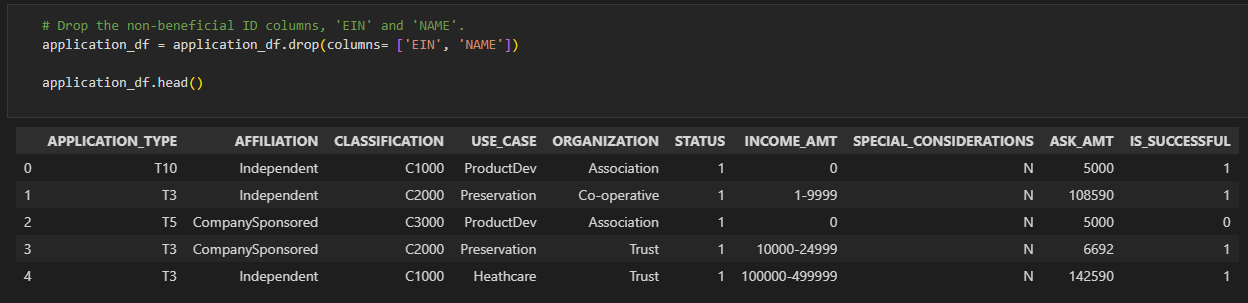 # Drop the non-beneficial ID columns, 'EIN' and 'NAME'.
application_df = application_df.drop(columns= ['EIN', 'NAME'])
application_df.head()
APPLICATION_TYPE AFFILIATION CLASSIFICATION USE_CASE ORGANIZATION STATUS INCOME_AMT SPECIAL_CONSIDERATIONS ASK_AMT IS_SUCCESSFUL
0 T10 Independent C1000 ProductDev Association 1 0 N 5000 1
1 T3 Independent C2000 Preservation Co-operative 1 1-9999 N 108590 1
2 T5 CompanySponsored C3000 ProductDev Association 1 0 N 5000 0
3 T3 CompanySponsored C2000 Preservation Trust 1 10000-24999 N 6692 1
4 T3 Independent C1000 Heathcare Trust 1 100000-499999 N 142590 1